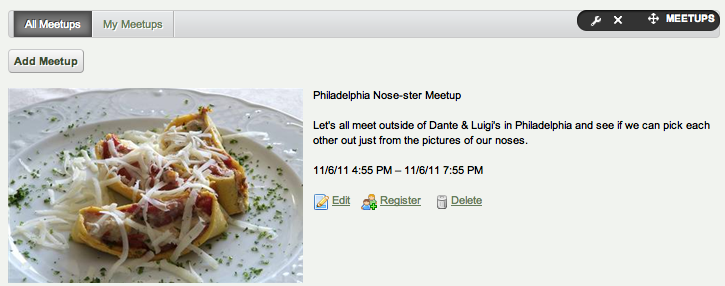 All Meetups My Meetups MEETUPS
Add Meetup
Philadelphia Nose-ster Meetup
Let's all meet outside of Dante & Luigi's in Philadelphia and see if we can pick each
other out just from the pictures of our noses.
11/6/11 4:55 PM – 11/6/11 7:55 PM
Edit Register Delete